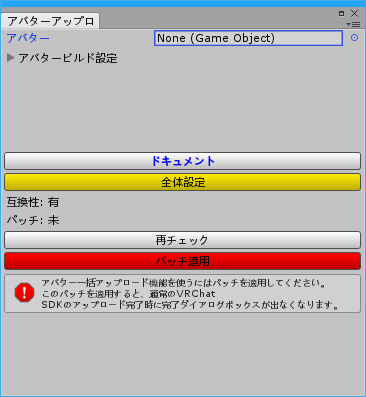 アバターアップロ
アバター
None (Game Object)
アバタービルド設定
ドキュメント
全体設定
互換性: 有
パッチ: 未
再チェック
パッチ適用
アバター一括アップロード機能を使うにはパッチを適用してください。
このパッチを適用すると、通常のVRChat
SDKのアップロード完了時に完了ダイアログボックスが出なくなります。